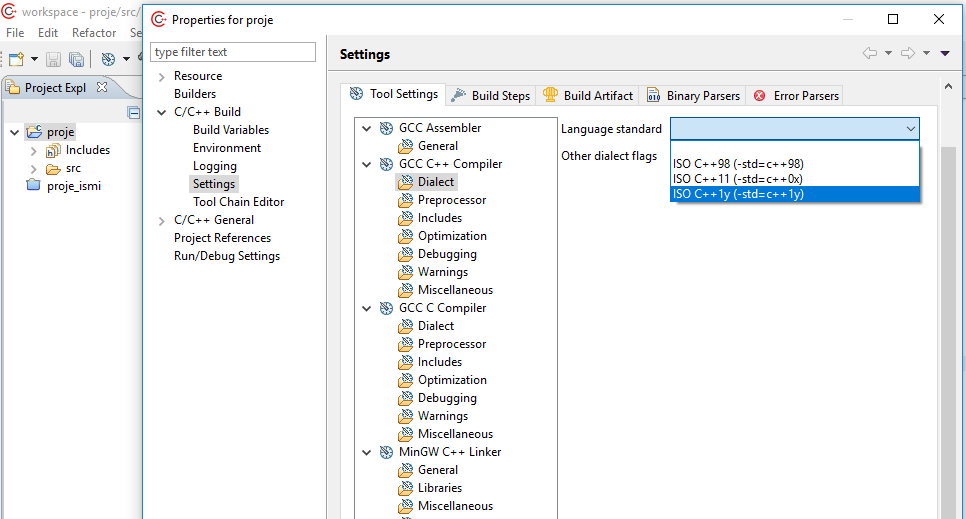 workspace - proje/src/
File Edit Refactor Se
Project Expl
proje
Includes
src
proje_ismi
Properties for proje
type filter text
Resource
Builders
C/C++ Build
Build Variables
Environment
Logging
Settings
Tool Chain Editor
C/C++ General
Project References
Run/Debug Settings
Settings
Tool Settings Build Steps Build Artifact Binary Parsers Error Parsers
GCC Assembler
General
GCC C++ Compiler
Dialect
Preprocessor
Includes
Optimization
Debugging
Warnings
Miscellaneous
GCC C Compiler
Dialect
Preprocessor
Includes
Optimization
Debugging
Warnings
Miscellaneous
MinGW C++ Linker
General
Libraries
Miscellaneous
Language standard
Other dialect flags
ISO C++98 (-std=c++98)
ISO C++11 (-std=c++0x)
ISO C++1y (-std=c++1y)